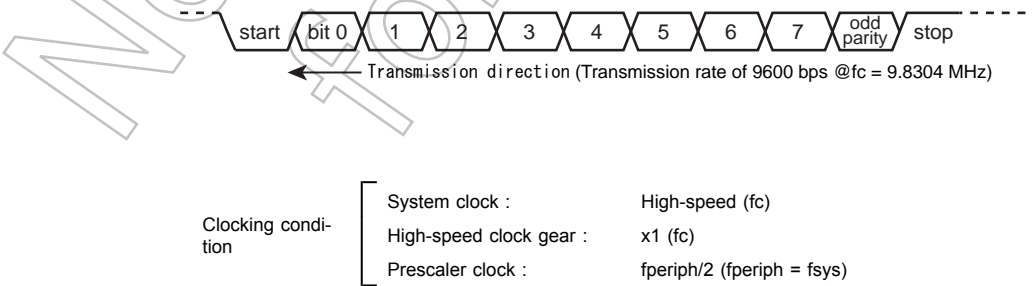 start bit 0 1 2 3 4 5 6 7 odd parity stop
Transmission direction (Transmission rate of 9600 bps @fc = 9.8304 MHz)
Clocking condi-
tion
System clock : High-speed (fc)
High-speed clock gear : x1 (fc)
Prescaler clock : fperiph/2 (fperiph = fsys)